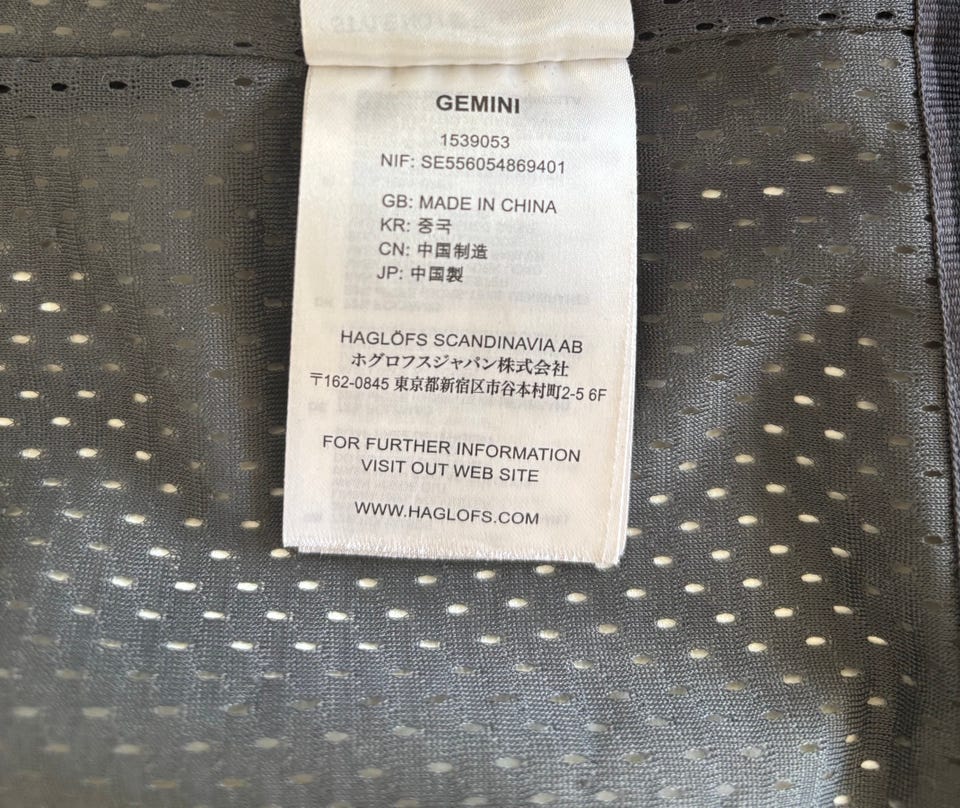 GEMINI
1539053
NIF: SE556054869401
GB: MADE IN CHINA
KR: 중국
CN: 中国制造
JP: 中国製
HAGLÖFS SCANDINAVIA AB
ホグロフスジャパン株式会社
〒162-0845 東京都新宿区市谷本村町2-5 6F
FOR FURTHER INFORMATION
VISIT OUT WEB SITE
WWW.HAGLOFS.COM